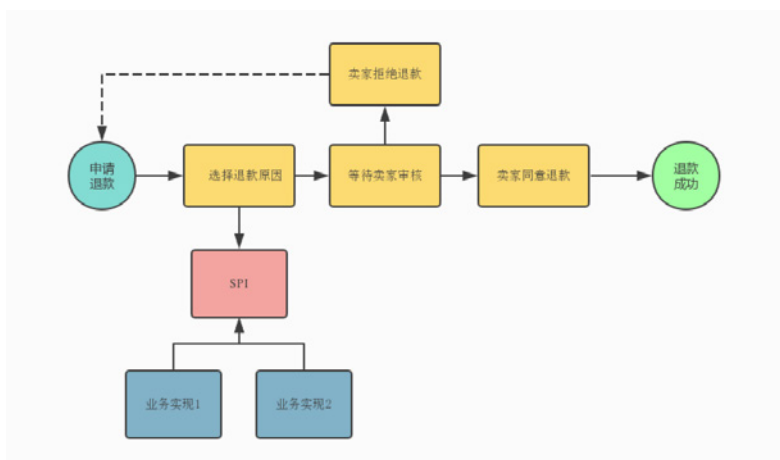 卖家拒绝退款
申请
退款
选择退款原因
等待卖家审核
卖家同意退款
退款
成功
SPI
业务实现1
业务实现2